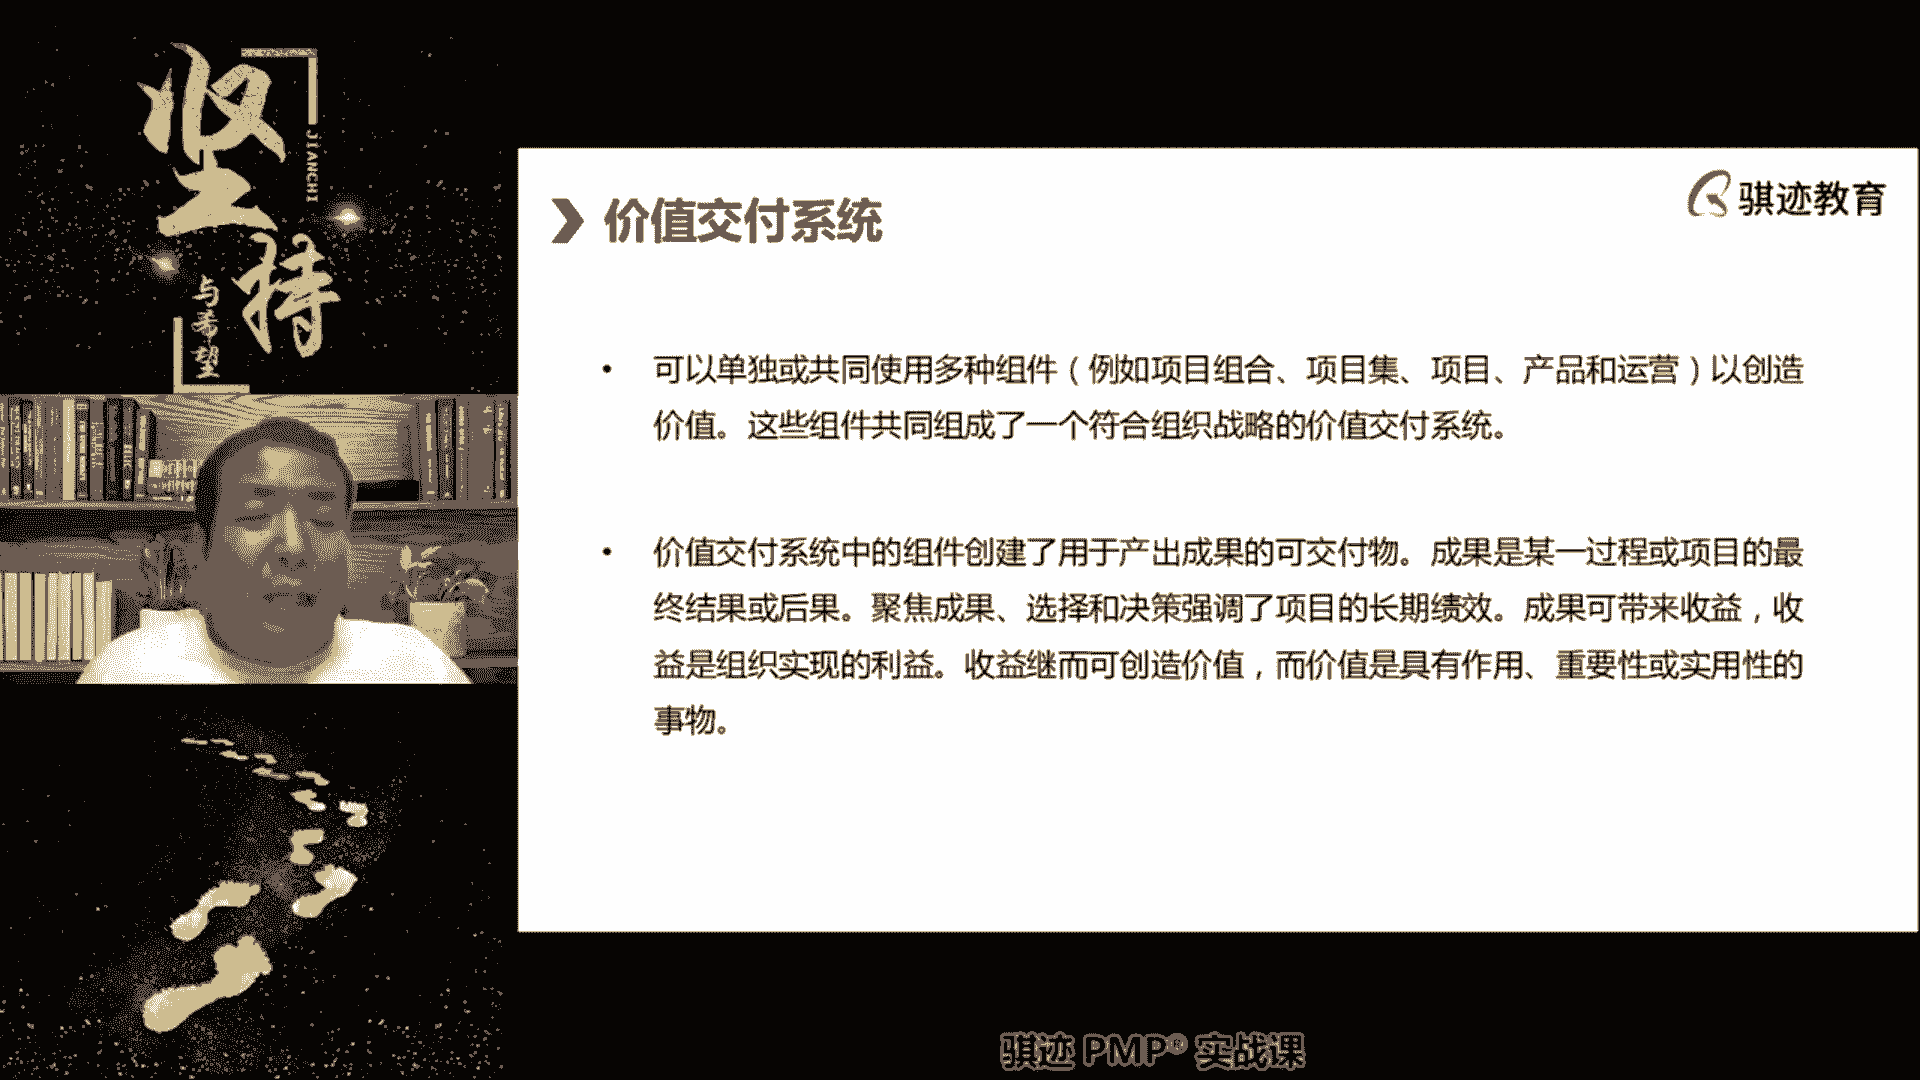 坚持
JIANCHI
与希望
骐迹教育
价值交付系统
• 可以单独或共同使用多种组件（例如项目组合、项目集、项目、产品和运营）以创造
价值。这些组件共同组成了一个符合组织战略的价值交付系统。
• 价值交付系统中的组件创建了用于产出成果的可交付物。成果是某一过程或项目的最
终结果或后果。聚焦成果、选择和决策强调了项目的长期绩效。成果可带来收益，收
益是组织实现的利益。收益继而可创造价值，而价值是具有作用、重要性或实用性的
事物。
骐迹 PMP® 实战课